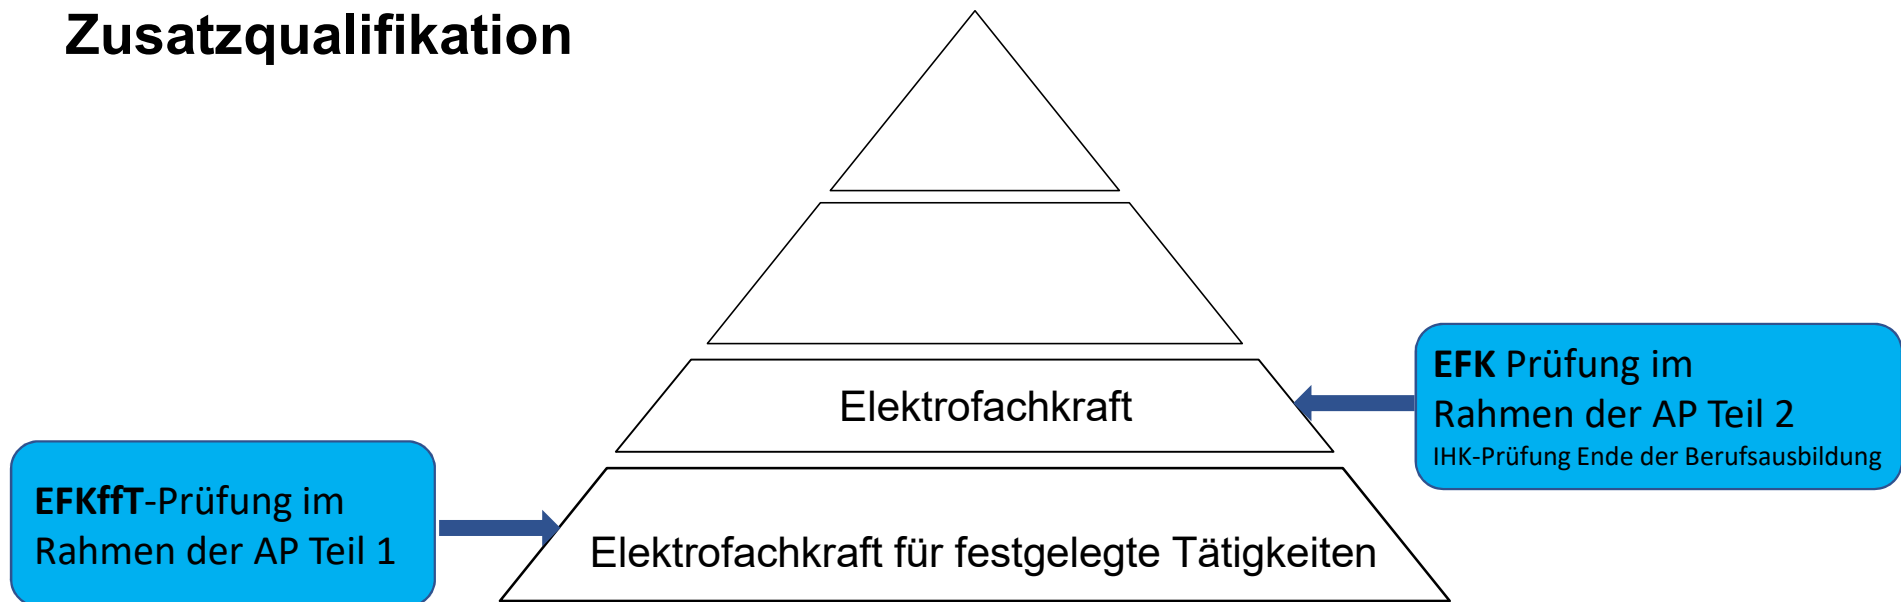 Zusatzqualifikation
Elektrofachkraft
EFK Prüfung im
Rahmen der AP Teil 2
IHK-Prüfung Ende der Berufsausbildung
EFKffT-Prüfung im
Rahmen der AP Teil 1
Elektrofachkraft für festgelegte Tätigkeiten